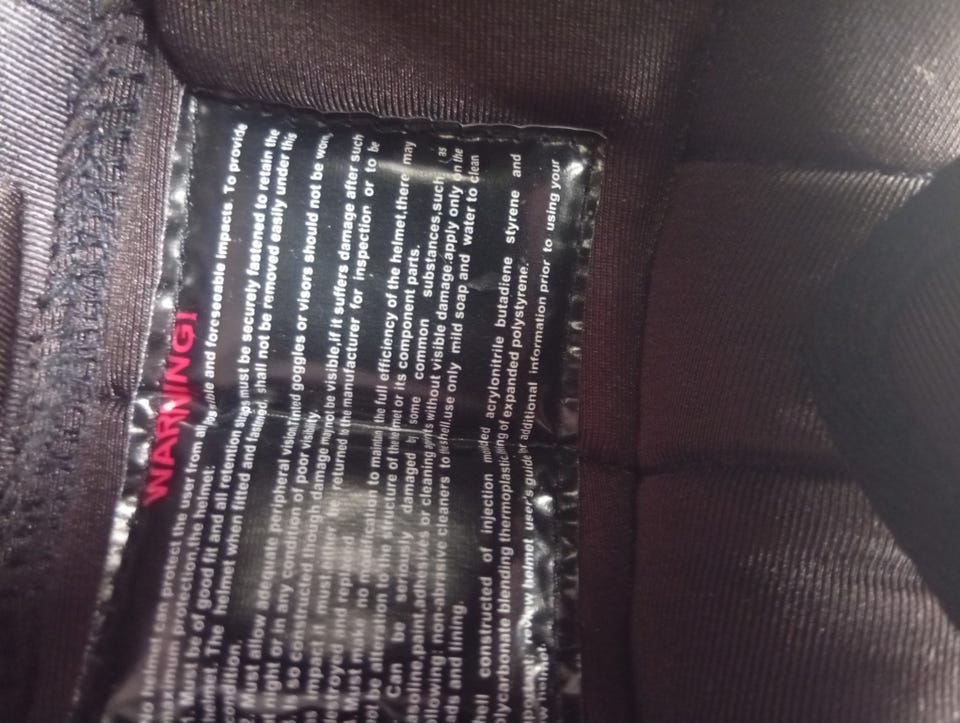 WARNING!
No helmet can protect the user from all possible and foreseeable impacts. To provide
maximum protection,the helmet:
1. Must be of good fit and all retention straps must be securely fastened to retain the
helmet. The helmet when fitted and fastened, shall not be removed easily under this
condition.
2. Must allow adequate peripheral vision.Tinted goggles or visors should not be worn
at night or in any condition of poor visibility.
Is so constructed though damage may not be visible,if it suffers damage after such
impact it must either be returned to the manufacturer for inspection or to be
destroyed and replaced.
Must make no modification to maintain the full efficiency of the helmet,there may
not be alteration to the structure of the helmet or its component parts.
Can be seriously damaged by some common substances,such (as
gasoline,paint,adhesives or cleaning agents without visible damage.apply only on the
following: non-abrasive cleaners to the shell,use only mild soap and water to clean
pads and lining.
Shell constructed of injection molded acrylonitrile butadiene styrene and
polycarbonate blending thermoplastic,lining of expanded polystyrene.
review helmet user's guide for additional information prior to using your
new